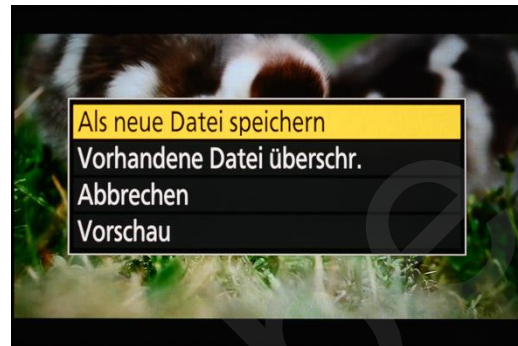 Als neue Datei speichern
Vorhandene Datei überschr.
Abbrechen
Vorschau